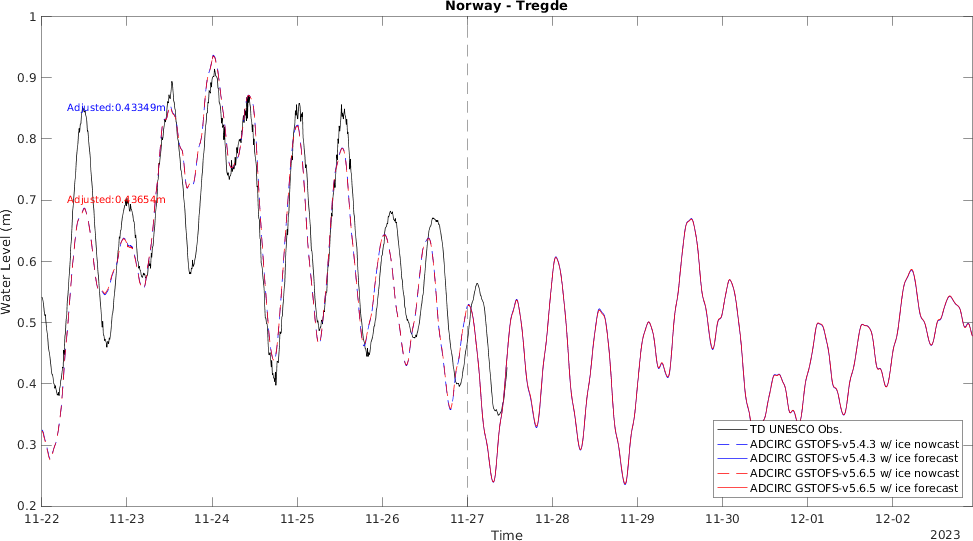 Norway - Tregde
1
0.9
0.8
0.7
0.6
0.5
0.4
0.3
0.2
Water Level (m)
Adjusted:0.43349m
Adjusted:0.43654m
TD UNESCO Obs.
ADCIRC GSTOFS-v5.4.3 w/ ice nowcast
ADCIRC GSTOFS-v5.4.3 w/ ice forecast
ADCIRC GSTOFS-v5.6.5 w/ ice nowcast
ADCIRC GSTOFS-v5.6.5 w/ ice forecast
11-22 11-23 11-24 11-25 11-26 11-27 11-28 11-29 11-30 12-01 12-02
Time
2023